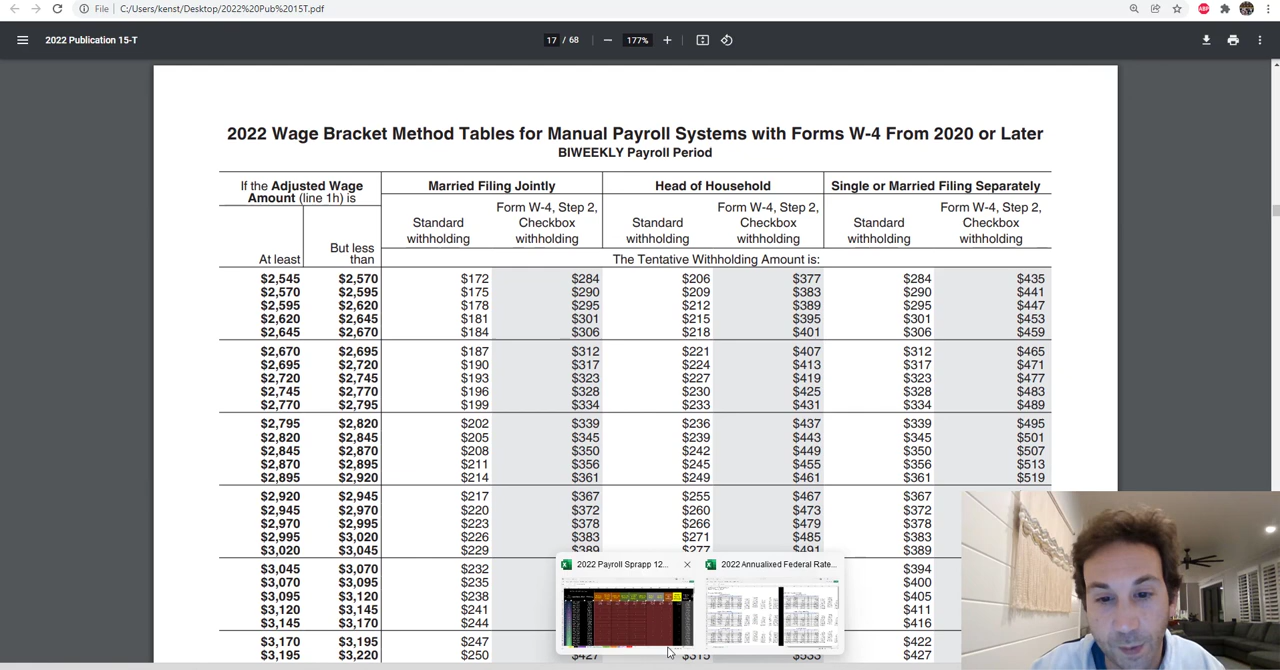 File | C:/Users/kenst/Desktop/2022%20Pub%2015T.pdf
ABP
2022 Publication 15-T
17 / 68
177%
2022 Wage Bracket Method Tables for Manual Payroll Systems with Forms W-4 From 2020 or Later
BIWEEKLY Payroll Period
If the Adjusted Wage Amount (line 1h) is
Married Filing Jointly
Head of Household
Single or Married Filing Separately
At least
But less than
Standard withholding
Form W-4, Step 2, Checkbox withholding
Standard withholding
Form W-4, Step 2, Checkbox withholding
Standard withholding
Form W-4, Step 2, Checkbox withholding
The Tentative Withholding Amount is:
$2,545 $2,570 $172 $284 $206 $377 $284 $435
$2,570 $2,595 $175 $290 $209 $383 $290 $441
$2,595 $2,620 $178 $295 $212 $389 $295 $447
$2,620 $2,645 $181 $301 $215 $395 $301 $453
$2,645 $2,670 $184 $306 $218 $401 $306 $459
$2,670 $2,695 $187 $312 $221 $407 $312 $465
$2,695 $2,720 $190 $317 $224 $413 $317 $471
$2,720 $2,745 $193 $323 $227 $419 $323 $477
$2,745 $2,770 $196 $328 $230 $425 $328 $483
$2,770 $2,795 $199 $334 $233 $431 $334 $489
$2,795 $2,820 $202 $339 $236 $437 $339 $495
$2,820 $2,845 $205 $345 $239 $443 $345 $501
$2,845 $2,870 $208 $350 $242 $449 $350 $507
$2,870 $2,895 $211 $356 $245 $455 $356 $513
$2,895 $2,920 $214 $361 $249 $461 $361 $519
$2,920 $2,945 $217 $367 $255 $467 $367
$2,945 $2,970 $220 $372 $260 $473 $372
$2,970 $2,995 $223 $378 $266 $479 $378
$2,995 $3,020 $226 $383 $271 $485 $383
$3,020 $3,045 $229 $389 $277 $491 $389
2022 Payroll Sprapp 12...
2022 Annualixed Federal Rate...
$3,045 $3,070 $232 $394
$3,070 $3,095 $235 $400
$3,095 $3,120 $238 $405
$3,120 $3,145 $241 $411
$3,145 $3,170 $244 $416
$3,170 $3,195 $247 $422
$3,195 $3,220 $250 $427 $315 $533 $427